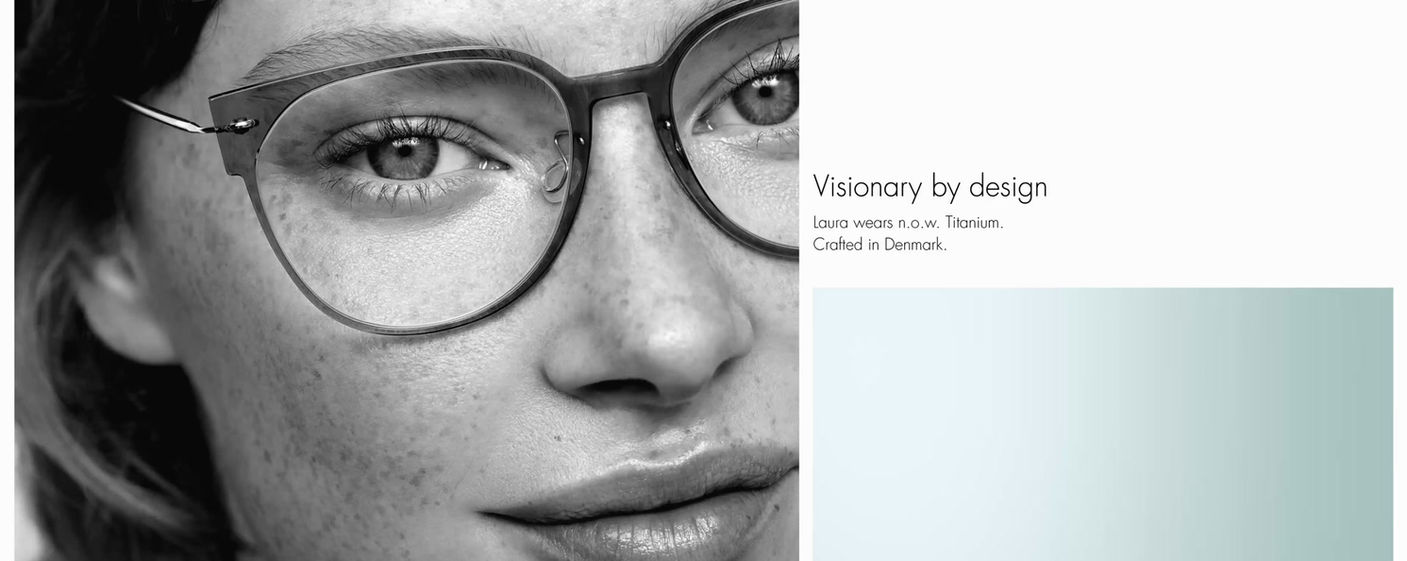 Visionary by design
Laura wears n.o.w. Titanium.
Crafted in Denmark.